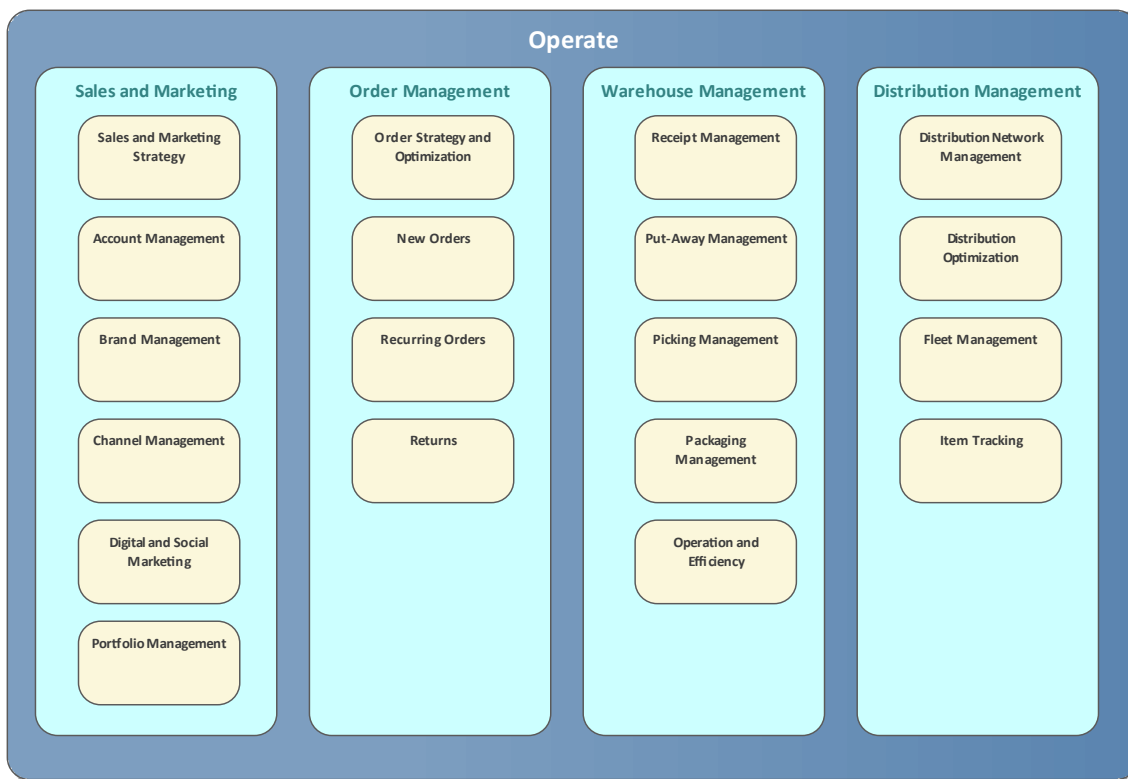 Operate
Sales and Marketing
Sales and Marketing
Strategy
Account Management
Brand Management
Channel Management
Digital and Social
Marketing
Portfolio Management
Order Management
Order Strategy and
Optimization
New Orders
Recurring Orders
Returns
Warehouse Management
Receipt Management
Put-Away Management
Picking Management
Packaging
Management
Operation and
Efficiency
Distribution Management
Distribution Network
Management
Distribution
Optimization
Fleet Management
Item Tracking